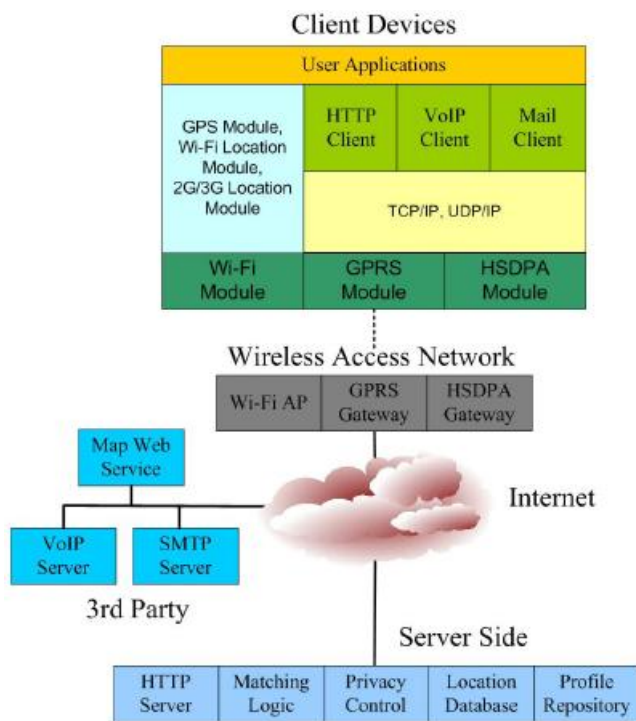 Client Devices
User Applications
GPS Module,
Wi-Fi Location
Module,
2G/3G Location
Module
HTTP
Client
VoIP
Client
Mail
Client
TCP/IP, UDP/IP
Wi-Fi
Module
GPRS
Module
HSDPA
Module
Wireless Access Network
Wi-Fi AP
GPRS
Gateway
HSDPA
Gateway
Map Web
Service
Internet
VoIP
Server
SMTP
Server
3rd Party
Server Side
HTTP
Server
Matching
Logic
Privacy
Control
Location
Database
Profile
Repository